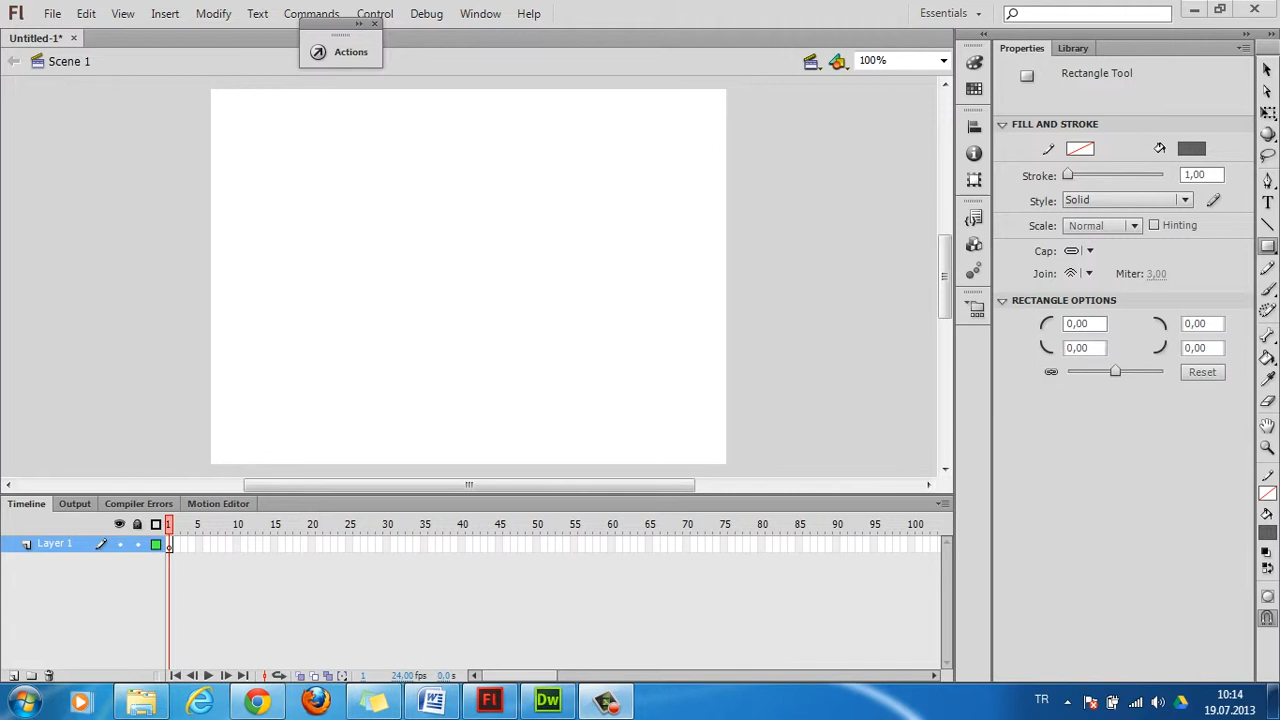 Fl File Edit View Insert Modify Text Commands Control Debug Window Help Essentials
Untitled-1*
Actions
Scene 1 100%
Properties Library
Rectangle Tool
FILL AND STROKE
Stroke: 1,00
Style: Solid
Scale: Normal Hinting
Cap:
Join: Miter: 3,00
RECTANGLE OPTIONS
0,00 0,00
0,00 0,00
Reset
Timeline Output Compiler Errors Motion Editor
1 5 10 15 20 25 30 35 40 45 50 55 60 65 70 75 80 85 90 95 100
Layer 1
1 24,00 fps 0,0 s
W Fl Dw TR 10:14
19.07.2013